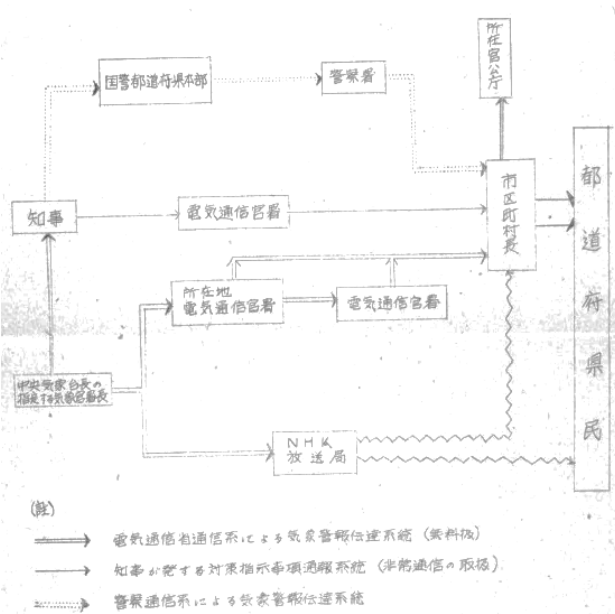 所在官公庁
国警都道府県本部
警察署
都道府県民
市区町村長
知事
電気通信官署
所在地
電気通信官署
電気通信官署
中央気象台長の
指定する気象官署長
NHK
放送局
(註)
電気通信省通信系による気象警報伝達系統 (無料扱)
知事が発する対策指示事項通報系統 (非常通信の取扱)
警察通信系による気象警報伝達系統